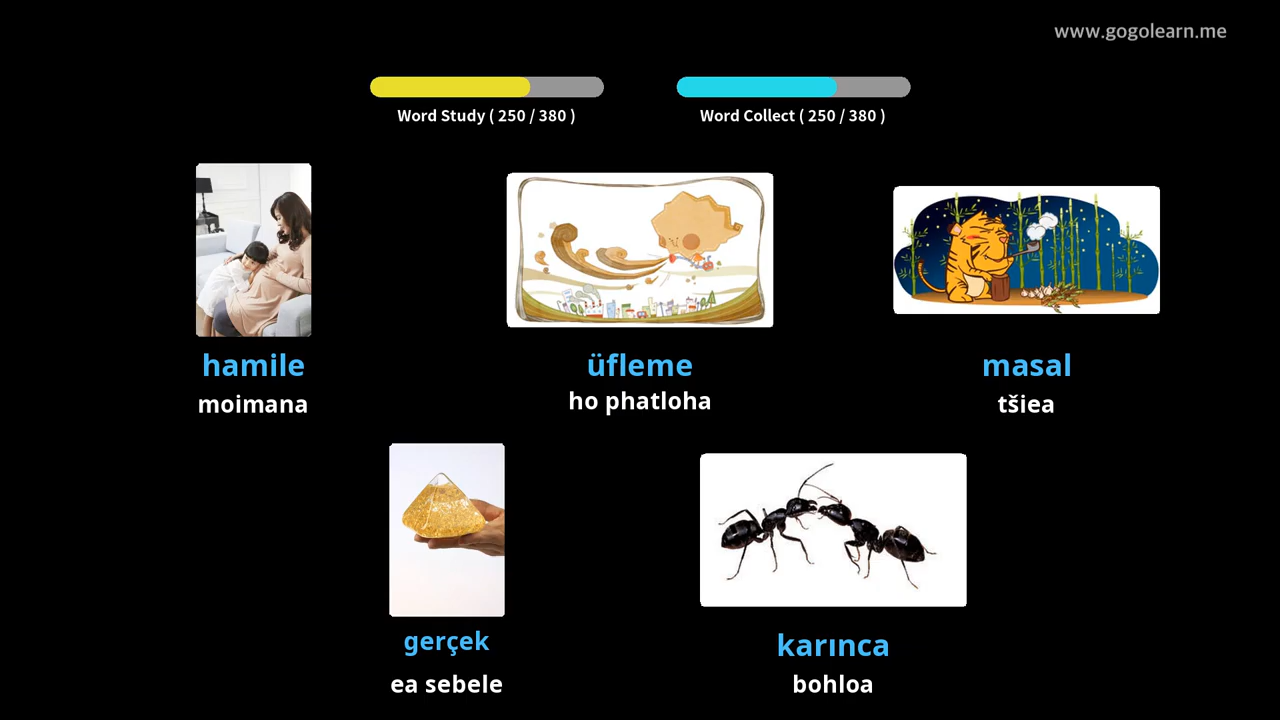 www.gogolearn.me
Word Study ( 250 / 380 )
Word Collect ( 250 / 380 )
hamile
moimana
üfleme
ho phatloha
masal
tšiea
gerçek
ea sebele
karınca
bohloa